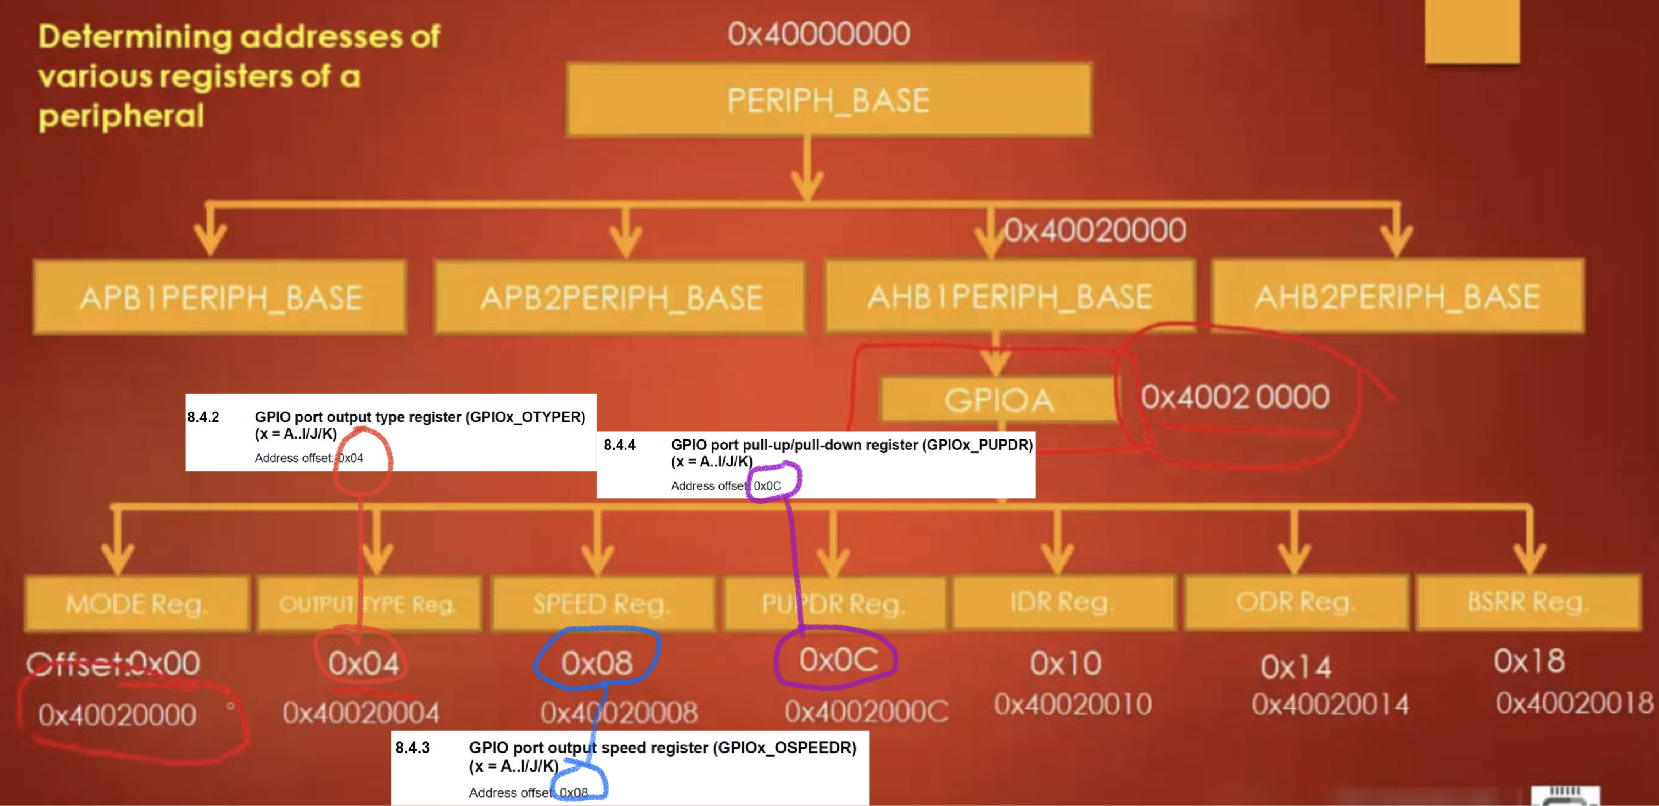 Determining addresses of
various registers of a
peripheral
0x40000000
PERIPH_BASE
0x40020000
APB1PERIPH_BASE
APB2PERIPH_BASE
AHB1PERIPH_BASE
AHB2PERIPH_BASE
GPIOA
0x4002 0000
8.4.2 GPIO port output type register (GPIOx_OTYPER)
(x = A..I/J/K)
Address offset: 0x04
8.4.4 GPIO port pull-up/pull-down register (GPIOx_PUPDR)
(x = A..I/J/K)
Address offset: 0x0C
MODE Reg.
OUTPUT TYPE Reg.
SPEED Reg.
PUPDR Reg.
IDR Reg.
ODR Reg.
BSRR Reg.
Offset:0x00
0x04
0x08
0x0C
0x10
0x14
0x18
0x40020000
0x40020004
0x40020008
0x4002000C
0x40020010
0x40020014
0x40020018
8.4.3 GPIO port output speed register (GPIOx_OSPEEDR)
(x = A..I/J/K)
Address offset: 0x08